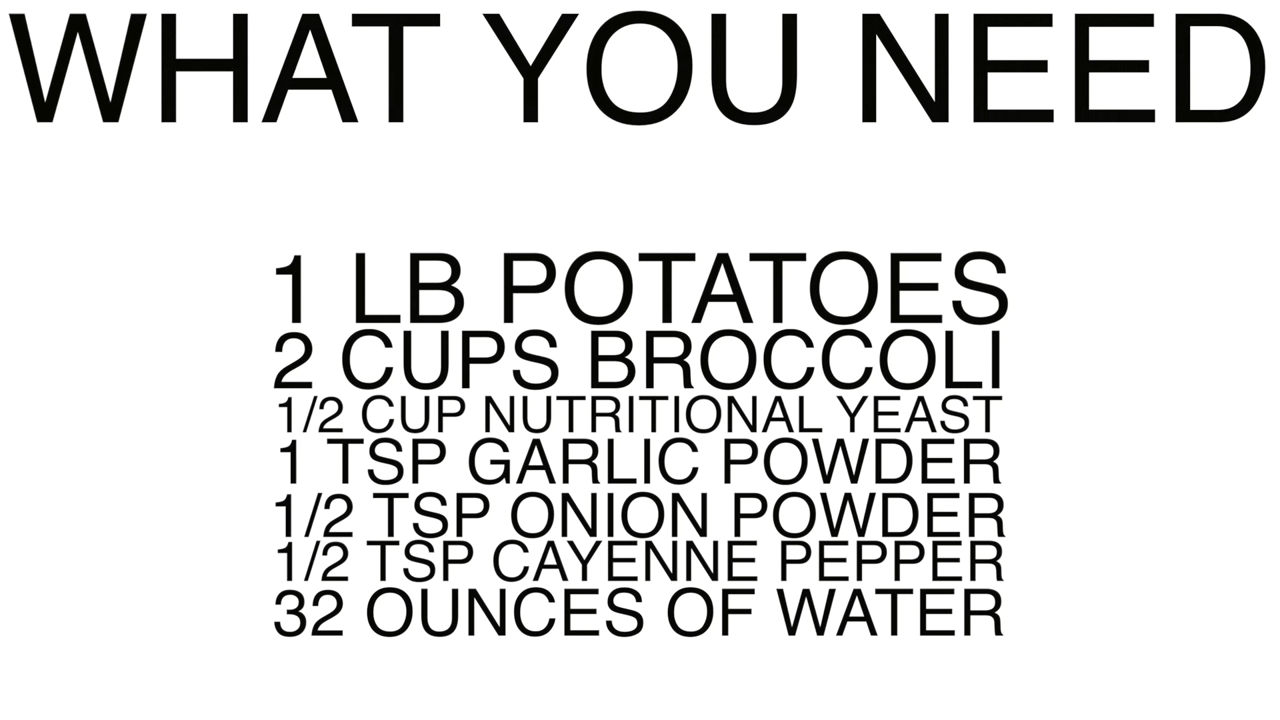 WHAT YOU NEED
1 LB POTATOES
2 CUPS BROCCOLI
1/2 CUP NUTRITIONAL YEAST
1 TSP GARLIC POWDER
1/2 TSP ONION POWDER
1/2 TSP CAYENNE PEPPER
32 OUNCES OF WATER